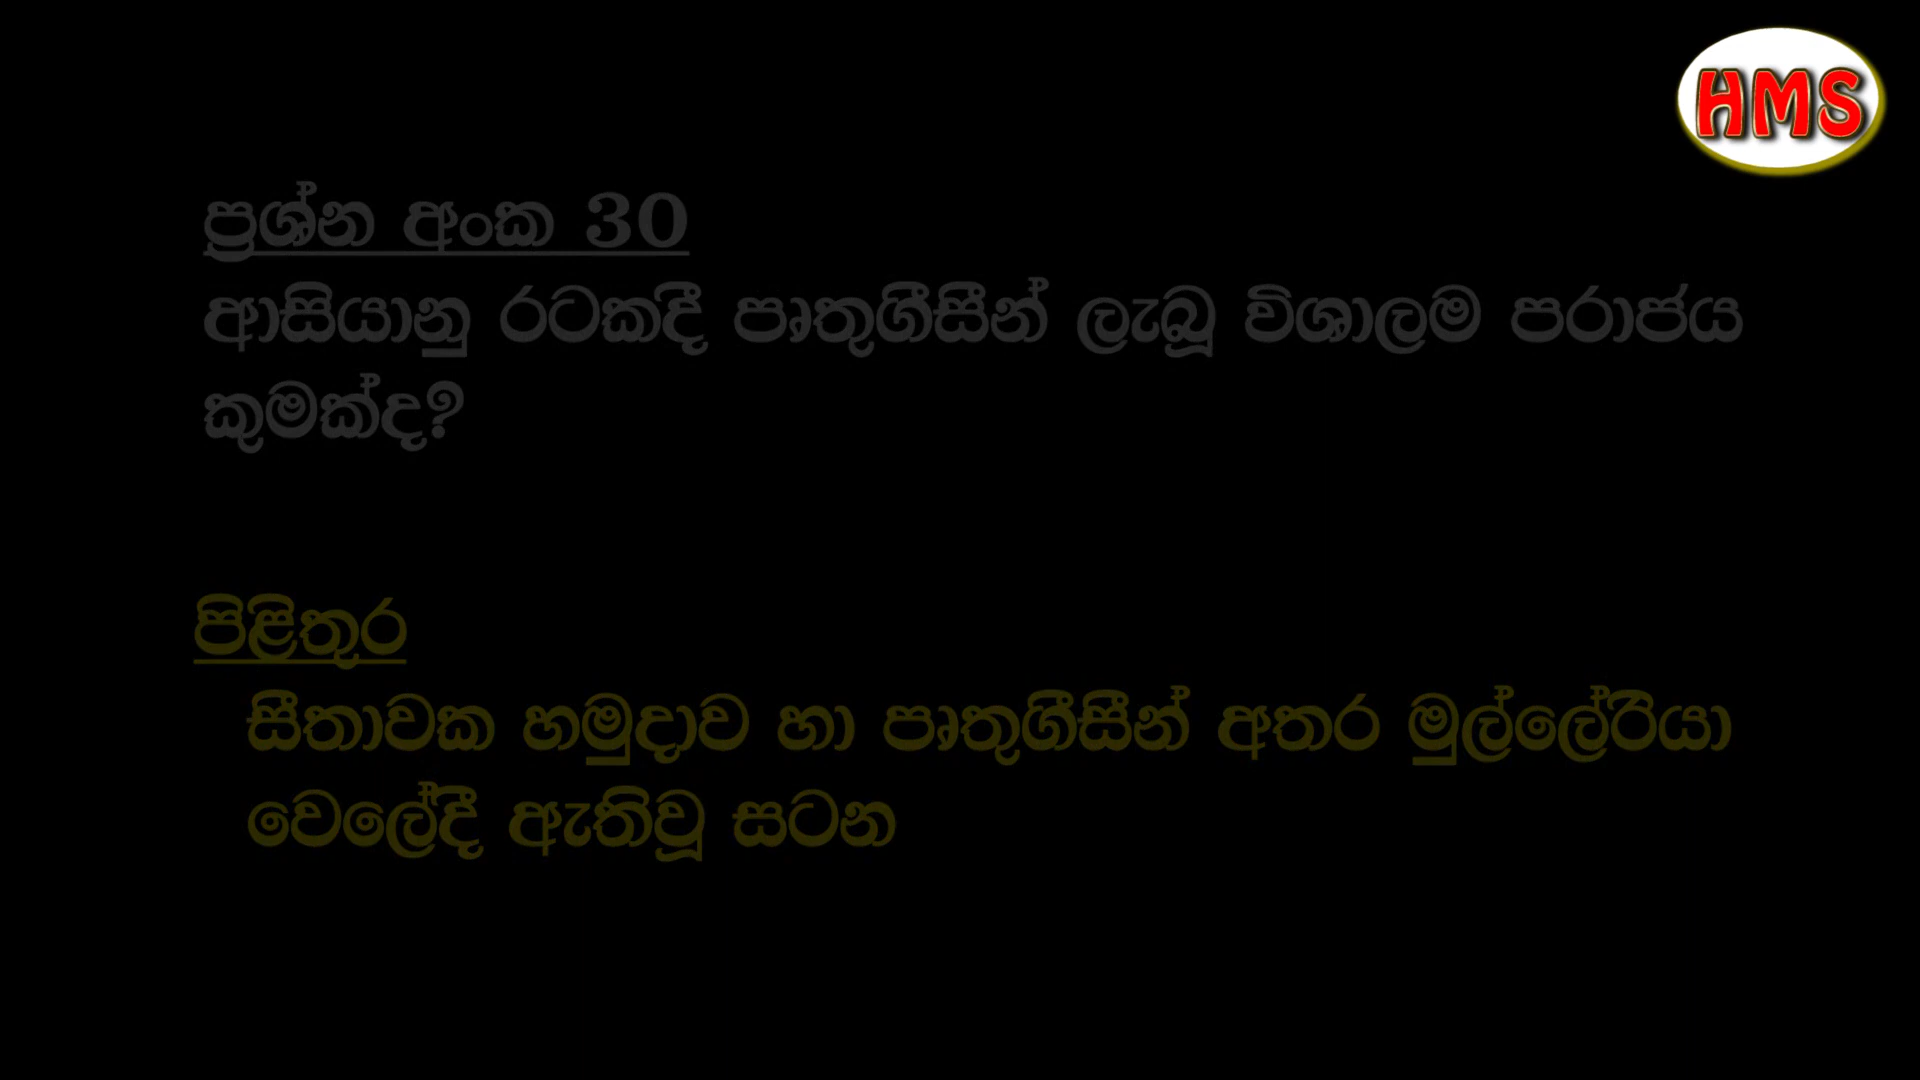 HMS
ප්‍රශ්න අංක 30
ආසියානු රටකදී පෘතුගීසීන් ලැබූ විශාලම පරාජය
කුමක්ද?
පිළිතුර
සීතාවක හමුදාව හා පෘතුගීසීන් අතර මුල්ලේරියා
වෙලේදී ඇතිවූ සටන